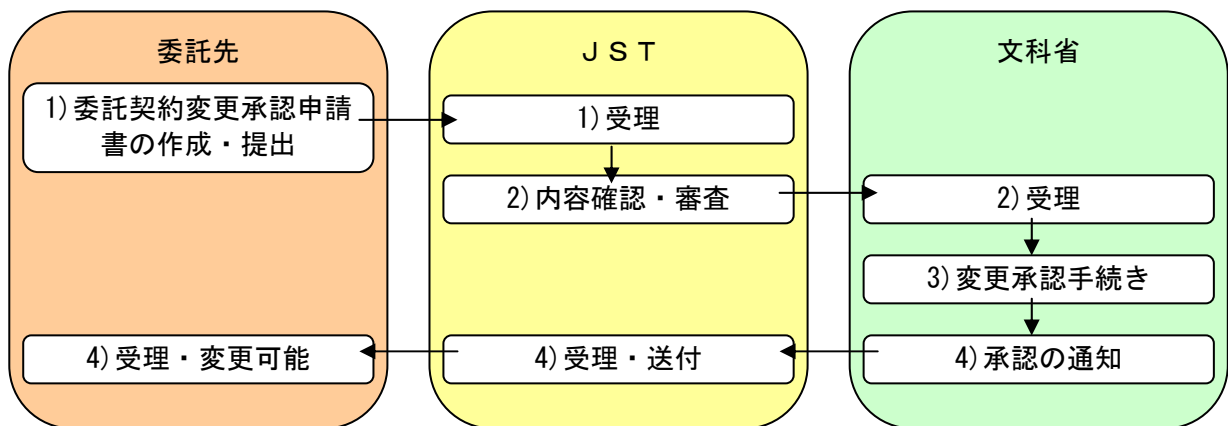 委託先
1)委託契約変更承認申請
書の作成・提出
4)受理・変更可能
ＪＳＴ
1)受理
2)内容確認・審査
4)受理・送付
文科省
2)受理
3)変更承認手続き
4)承認の通知